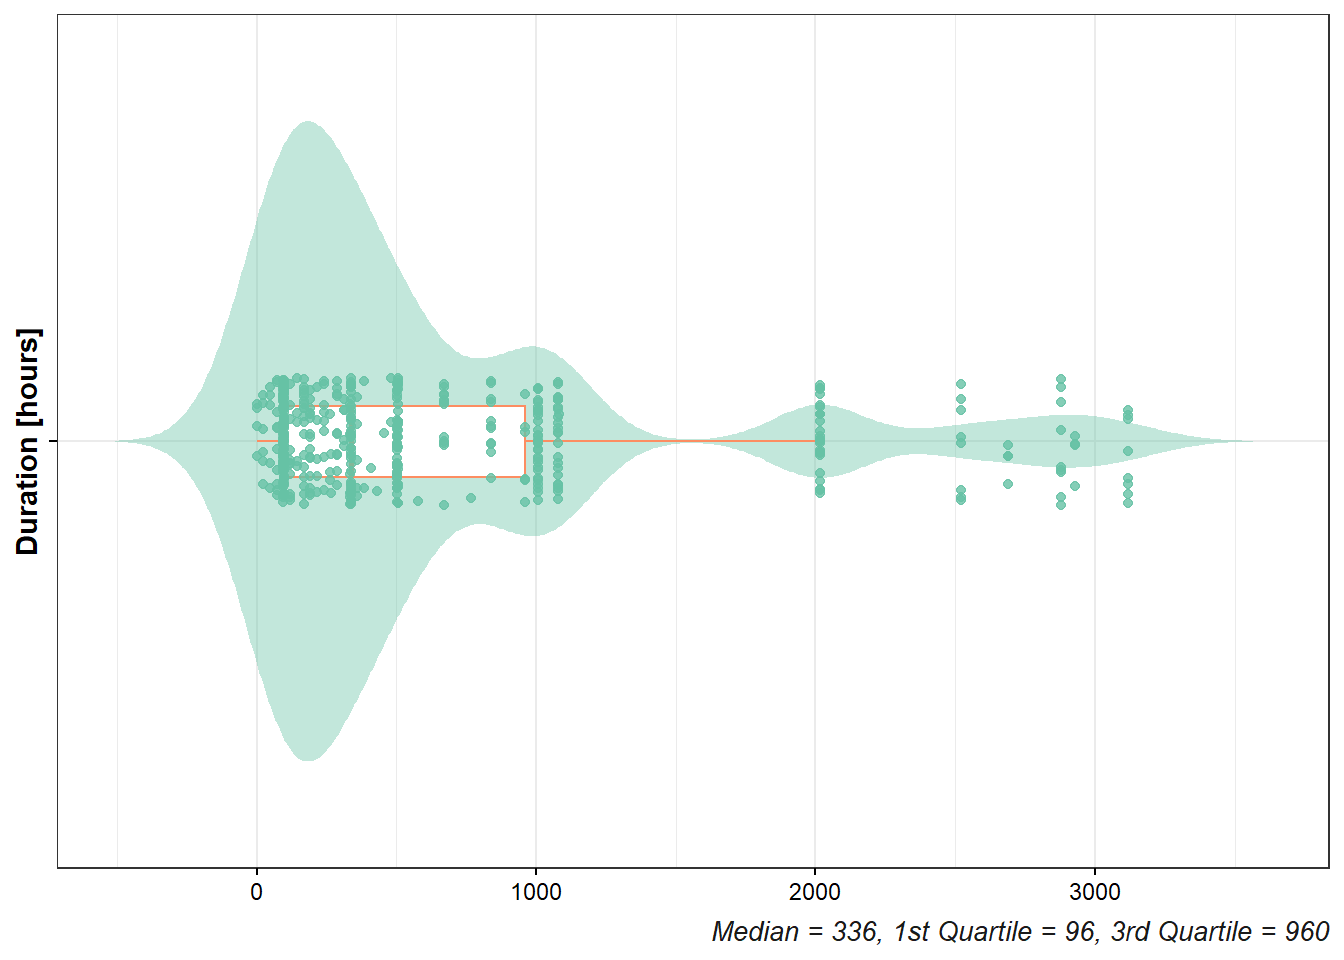 Duration [hours]
0 1000 2000 3000
Median = 336, 1st Quartile = 96, 3rd Quartile = 960